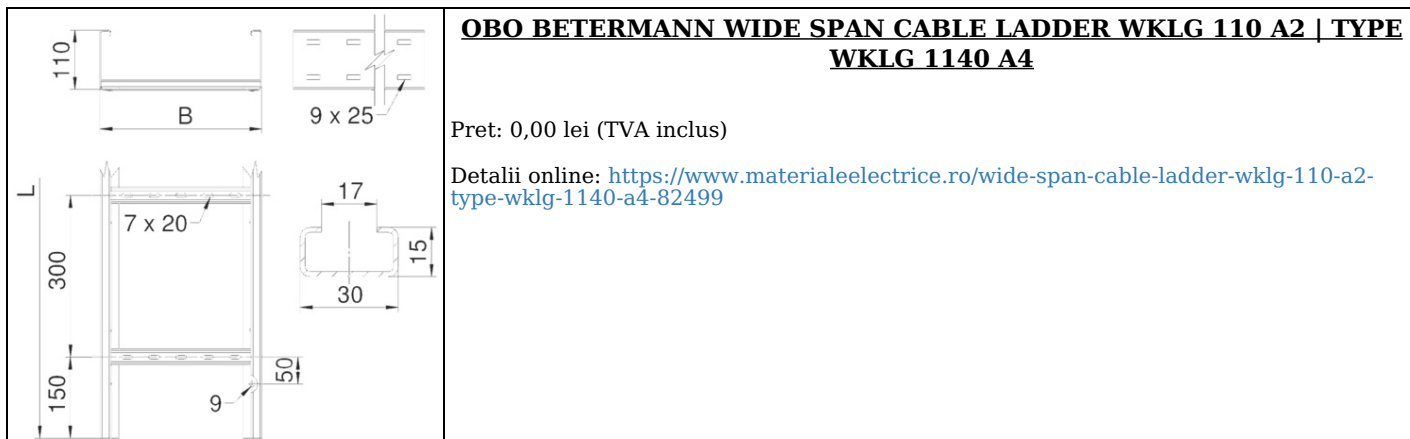 OBO BETERMANN WIDE SPAN CABLE LADDER WKLG 110 A2 | TYPE
WKLG 1140 A4
Pret: 0,00 lei (TVA inclus)
Detalii online: https://www.materialeelectrice.ro/wide-span-cable-ladder-wklg-110-a2-
type-wklg-1140-a4-82499
110
B
9 x 25
L
7 x 20
17
15
30
300
150
50
9